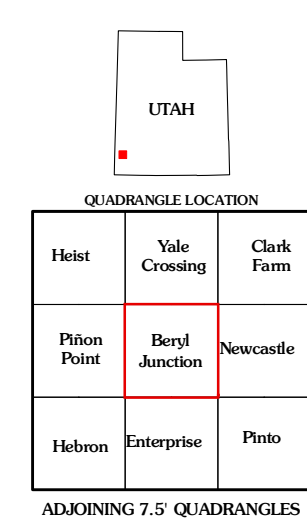 UTAH
QUADRANGLE LOCATION
Heist
Yale
Crossing
Clark
Farm
Piñon
Point
Beryl
Junction
Newcastle
Hebron
Enterprise
Pinto
ADJOINING 7.5' QUADRANGLES